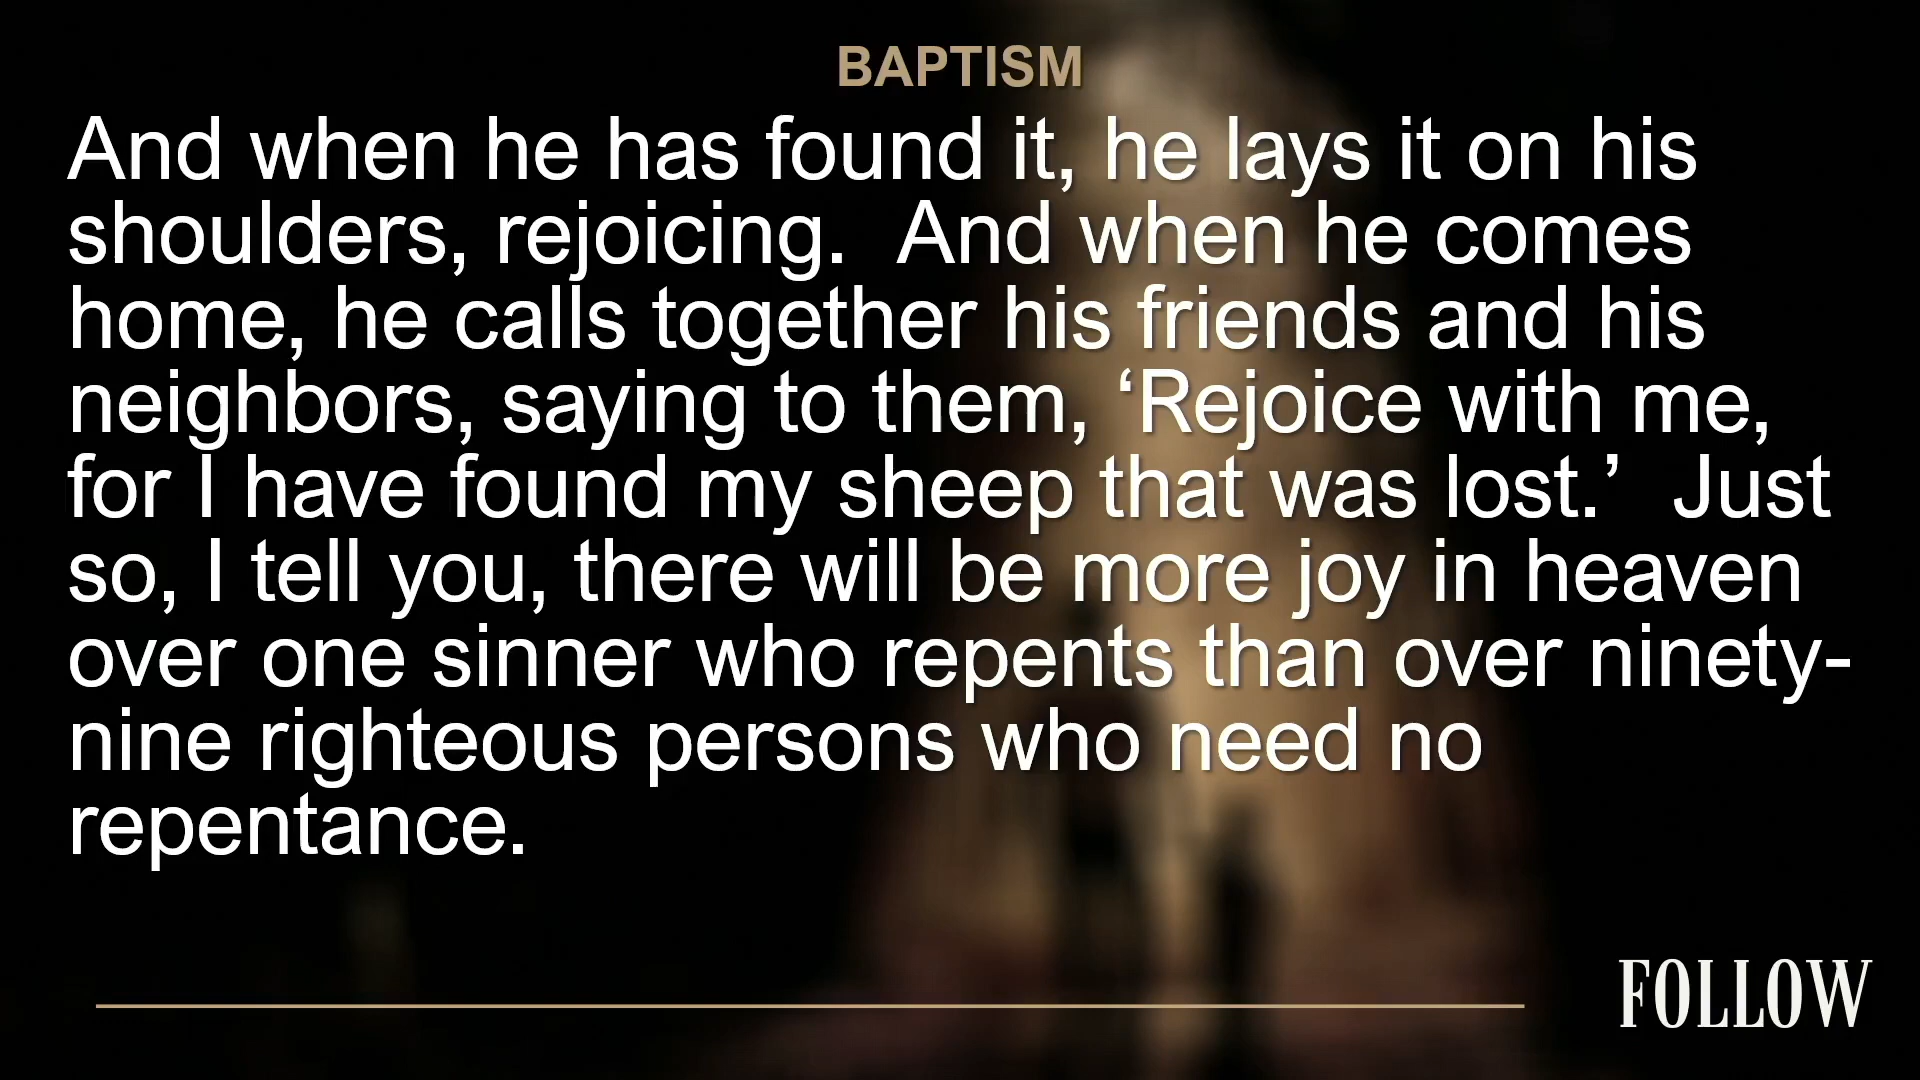 BAPTISM
And when he has found it, he lays it on his
shoulders, rejoicing.  And when he comes
home, he calls together his friends and his
neighbors, saying to them, ‘Rejoice with me,
for I have found my sheep that was lost.’  Just
so, I tell you, there will be more joy in heaven
over one sinner who repents than over ninety-
nine righteous persons who need no
repentance.
FOLLOW